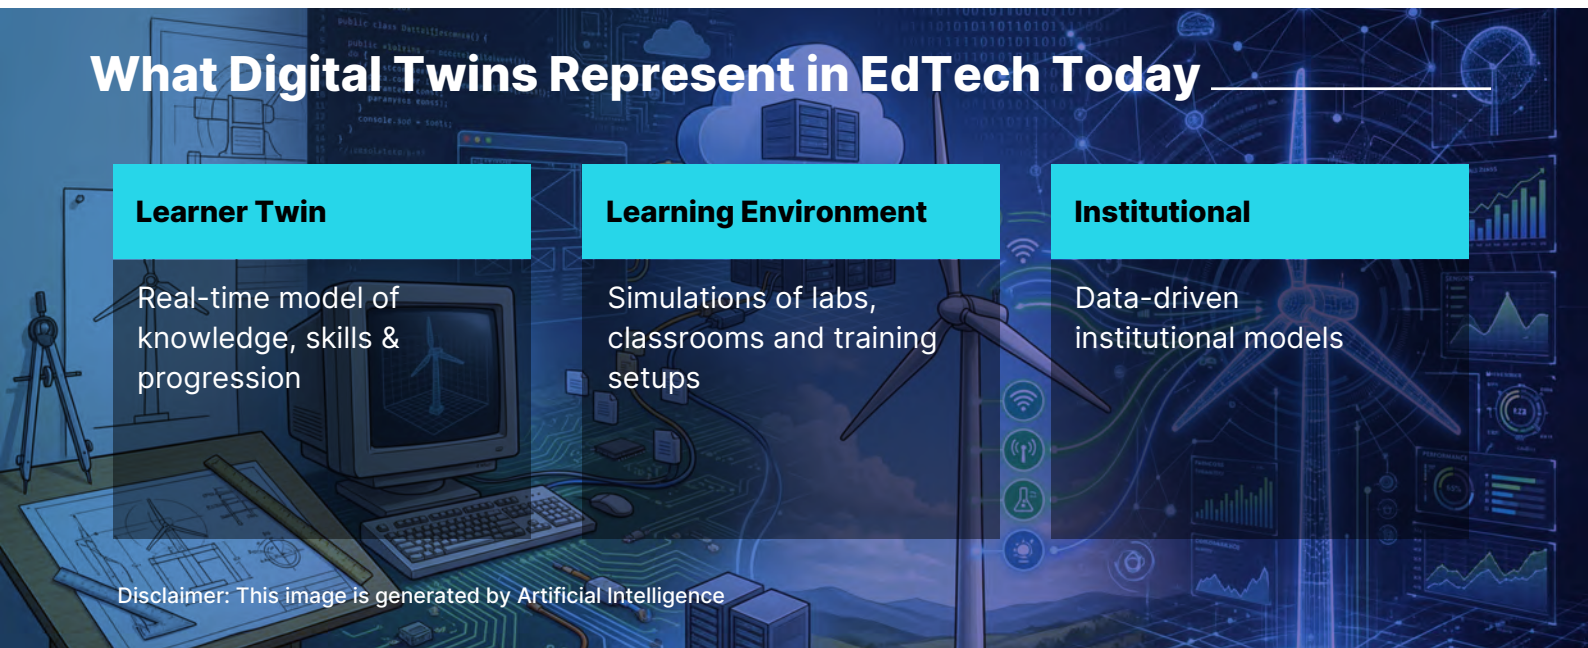 What Digital Twins Represent in EdTech Today
Learner Twin
Real-time model of
knowledge, skills &
progression
Learning Environment
Simulations of labs,
classrooms and training
setups
Institutional
Data-driven
institutional models
Disclaimer: This image is generated by Artificial Intelligence